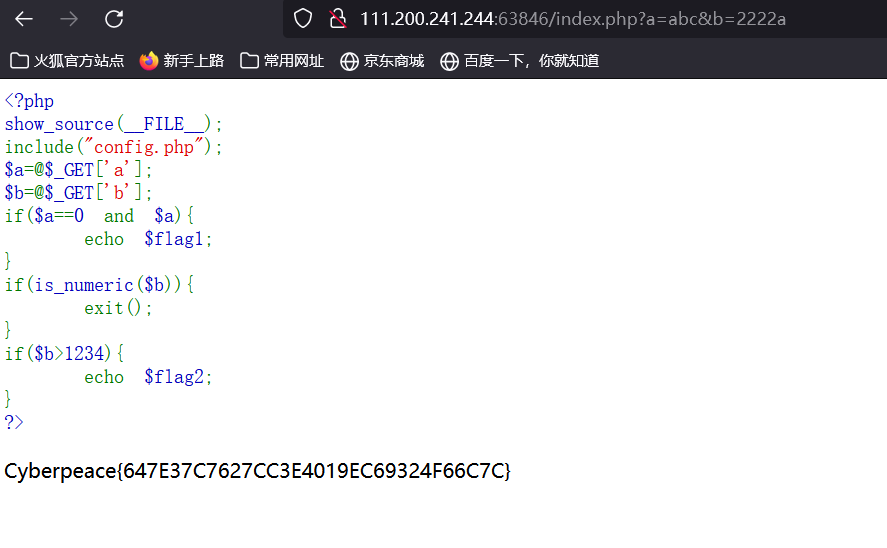 111.200.241.244:63846/index.php?a=abc&b=2222a
火狐官方站点 新手上路 常用网址 京东商城 百度一下，你就知道
<?php
show_source(__FILE__);
include("config.php");
$a=@$_GET['a'];
$b=@$_GET['b'];
if($a==0 and $a){
echo $flag1;
}
if(is_numeric($b)){
exit();
}
if($b>1234){
echo $flag2;
}
?>
Cyberpeace{647E37C7627CC3E4019EC69324F66C7C}